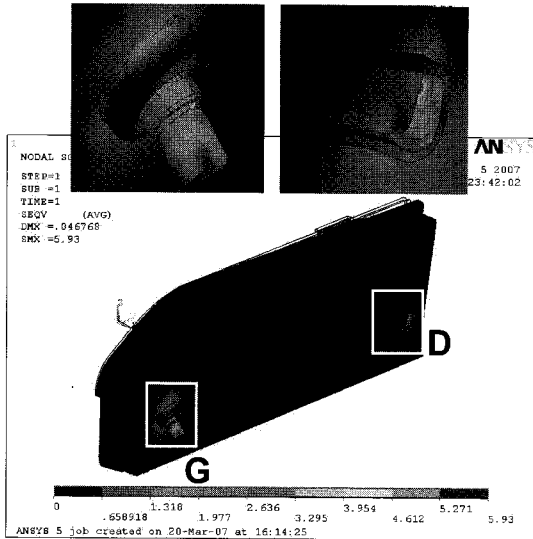 1
NODAL SO
STEP=1
SUB =1
TIME=1
SEQV (AVG)
DMX =.046768
SMX =5.93
ANSYS
5 2007
23:42:02
D
G
0 1.318 2.636 3.954 5.271
.658918 1.977 3.295 4.612 5.93
ANSYS 5 job created on 20-Mar-07 at 16:14:25